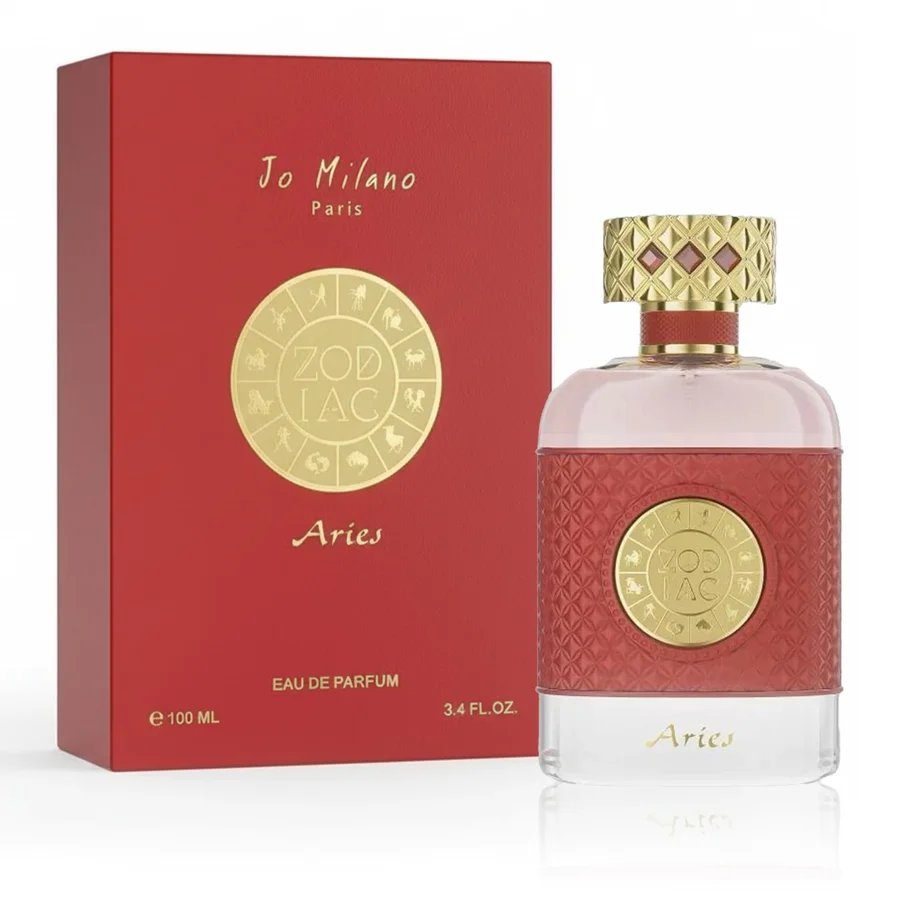 Jo Milano
Paris
ZOD
IAC
Aries
EAU DE PARFUM
℮ 100 ML
3.4 FL.OZ.
ZOD
IAC
Aries